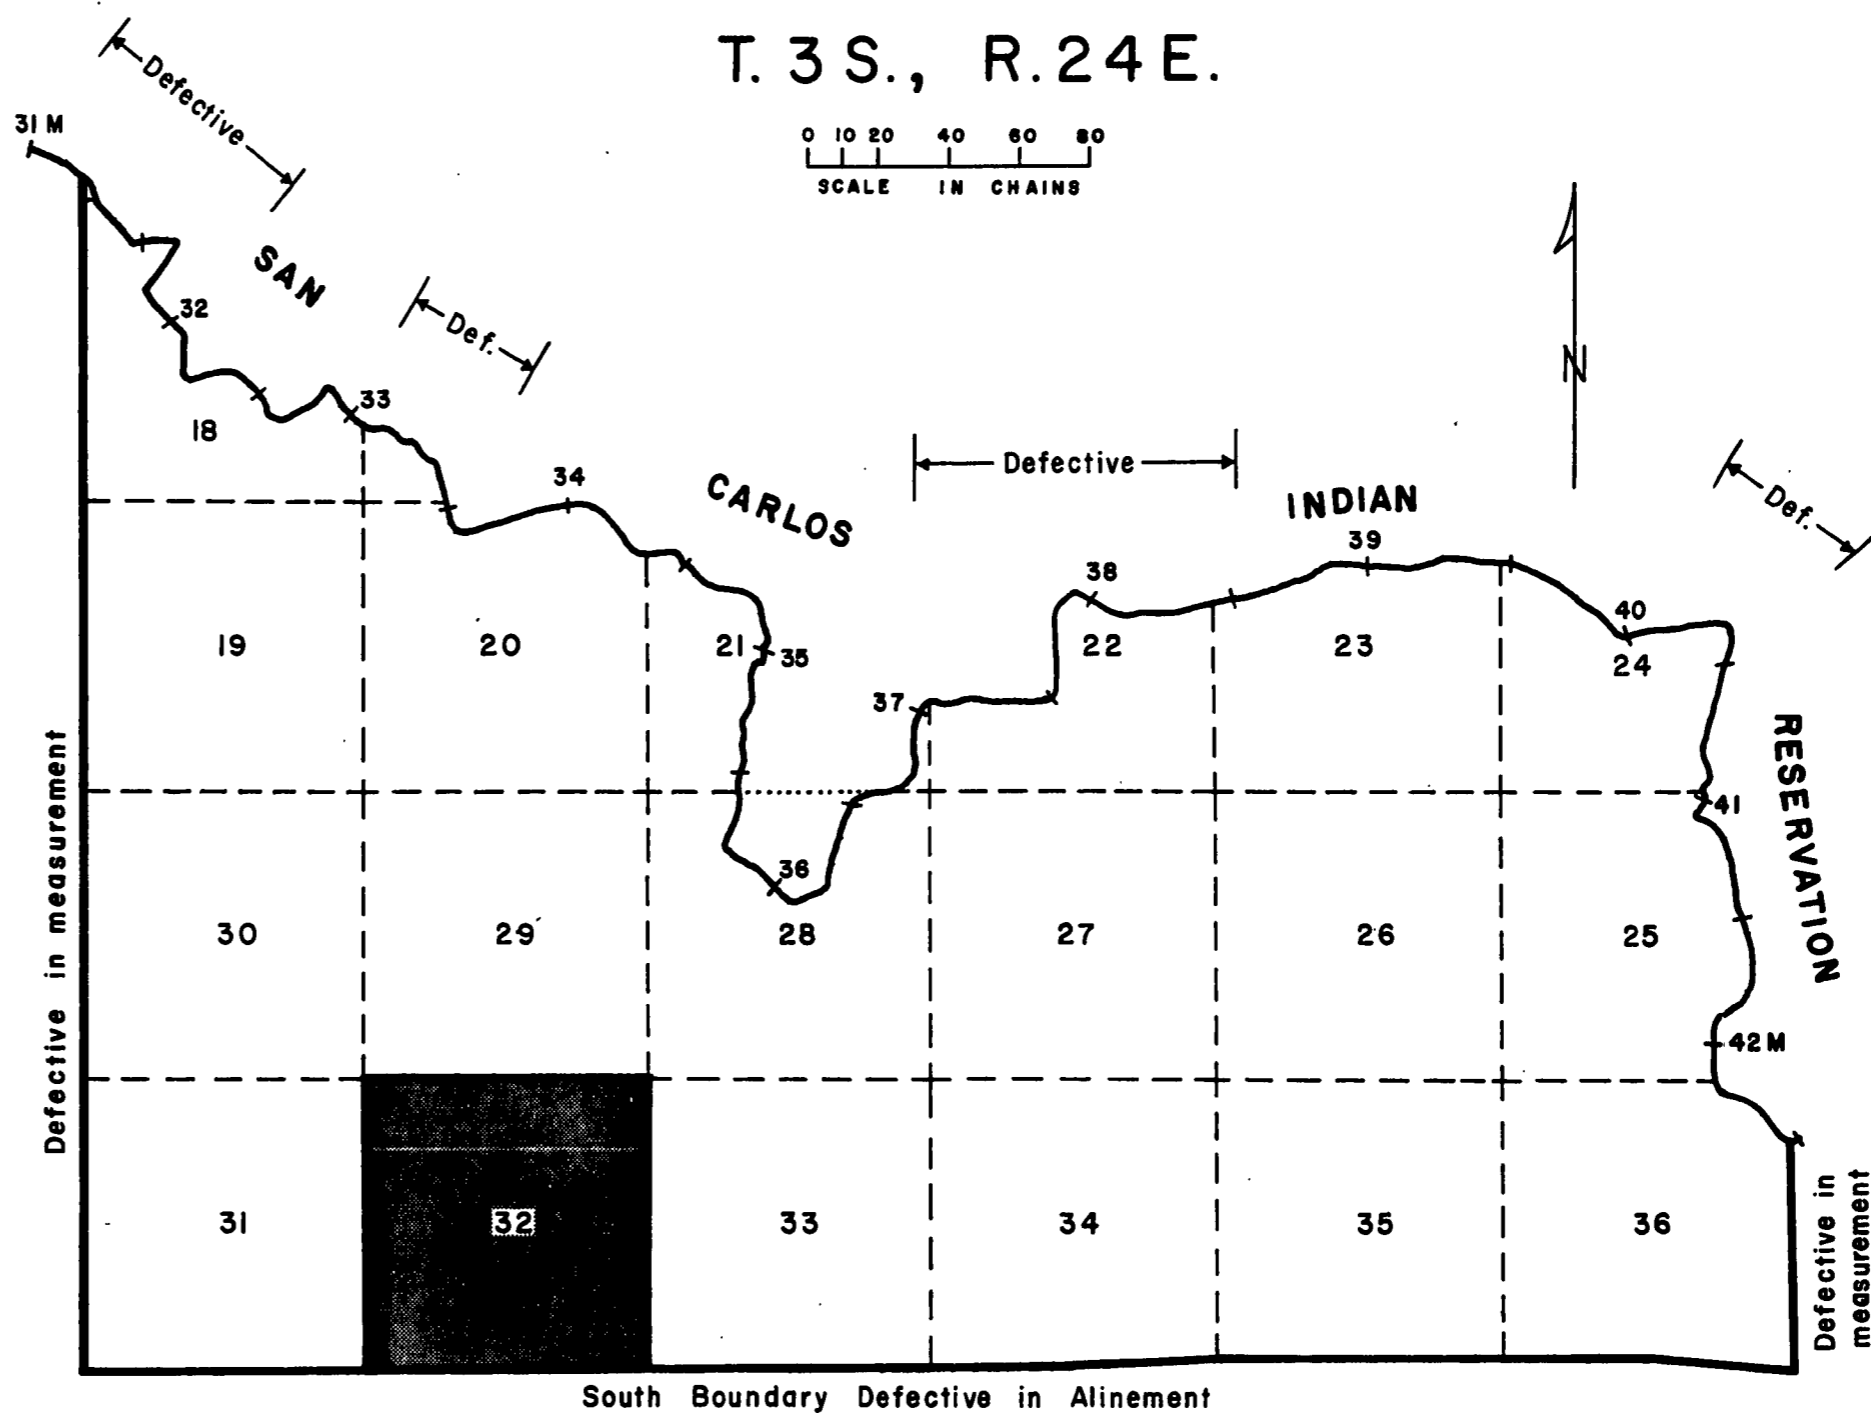 T. 3 S., R. 24 E.
0 10 20 40 60 80
SCALE IN CHAINS
Defective
31 M
SAN
32
Def.
33
18
34
CARLOS
Defective
INDIAN
N
Def.
39
38
40
19
20
21
35
22
23
24
37
RESERVATION
41
36
30
29
28
27
26
25
42 M
Defective in measurement
31
32
33
34
35
36
Defective in
measurement
South Boundary Defective in Alinement